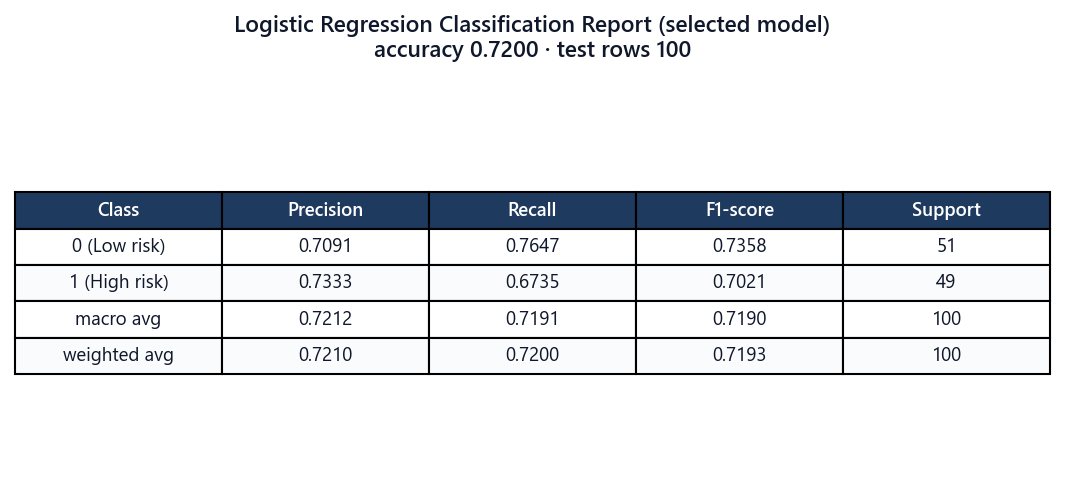 Logistic Regression Classification Report (selected model)
accuracy 0.7200 · test rows 100
Class Precision Recall F1-score Support
0 (Low risk) 0.7091 0.7647 0.7358 51
1 (High risk) 0.7333 0.6735 0.7021 49
macro avg 0.7212 0.7191 0.7190 100
weighted avg 0.7210 0.7200 0.7193 100